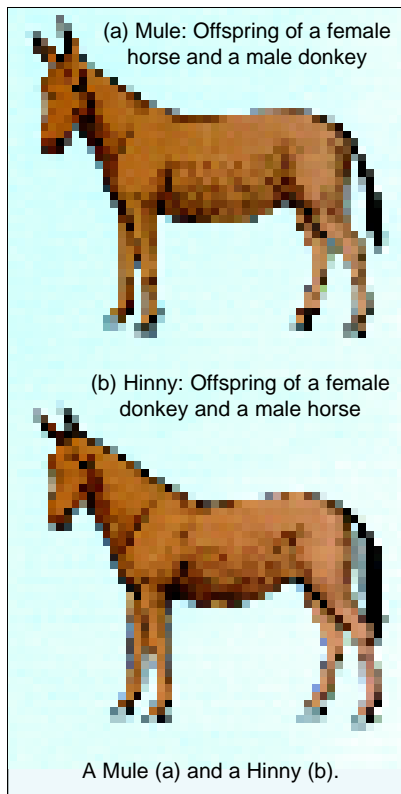 (a) Mule: Offspring of a female
horse and a male donkey
(b) Hinny: Offspring of a female
donkey and a male horse
A Mule (a) and a Hinny (b).